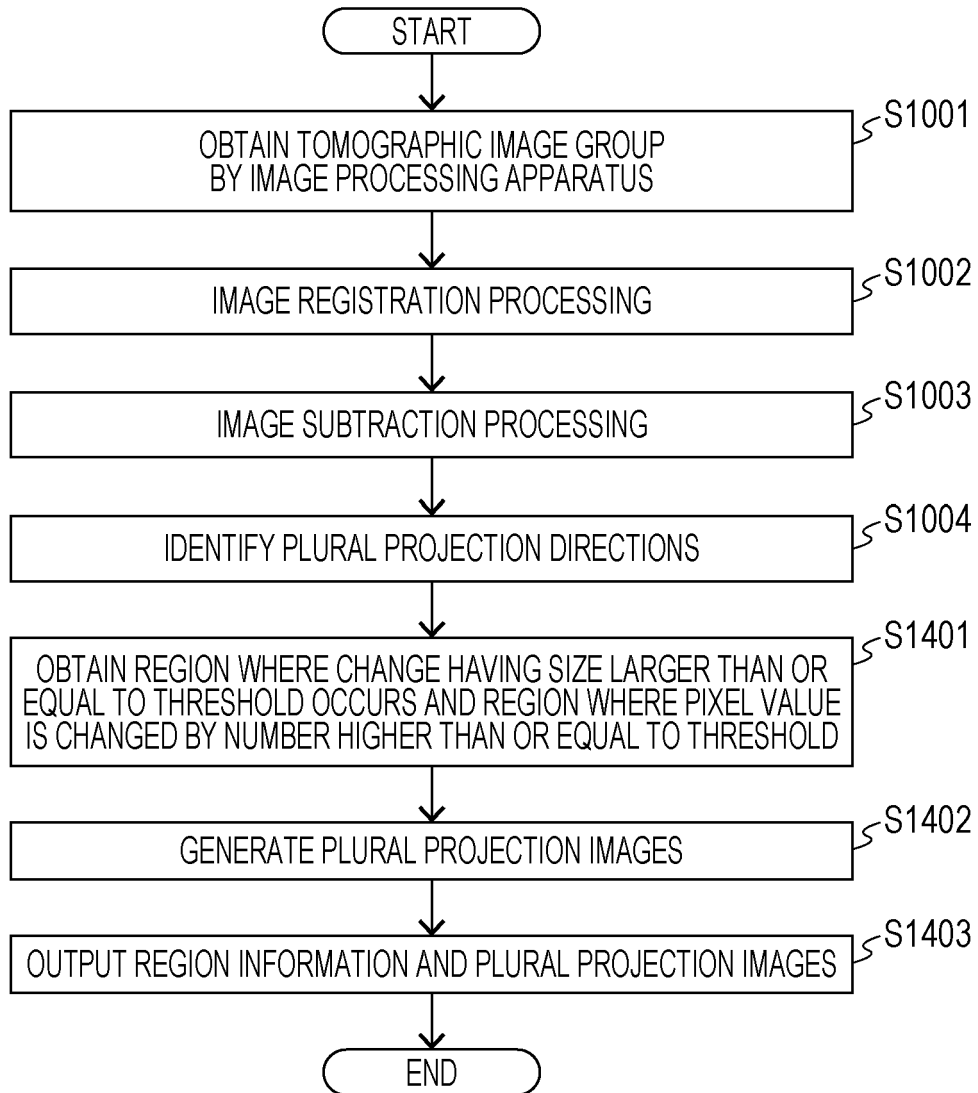 START
S1001
OBTAIN TOMOGRAPHIC IMAGE GROUP
BY IMAGE PROCESSING APPARATUS
S1002
IMAGE REGISTRATION PROCESSING
S1003
IMAGE SUBTRACTION PROCESSING
S1004
IDENTIFY PLURAL PROJECTION DIRECTIONS
S1401
OBTAIN REGION WHERE CHANGE HAVING SIZE LARGER THAN OR
EQUAL TO THRESHOLD OCCURS AND REGION WHERE PIXEL VALUE
IS CHANGED BY NUMBER HIGHER THAN OR EQUAL TO THRESHOLD
S1402
GENERATE PLURAL PROJECTION IMAGES
S1403
OUTPUT REGION INFORMATION AND PLURAL PROJECTION IMAGES
END